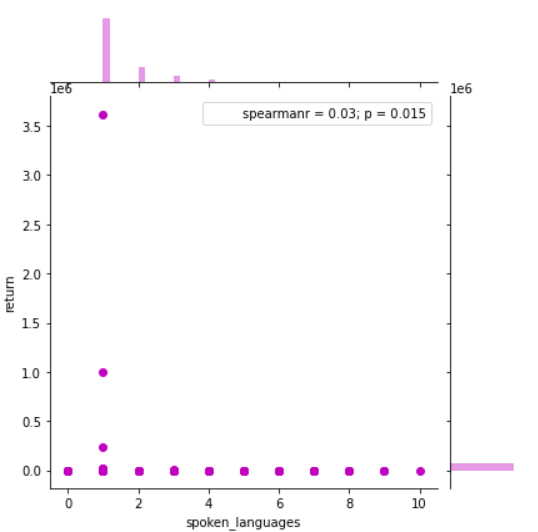 1e6
1e6
spearmanr = 0.03; p = 0.015
3.5
3.0
2.5
2.0
1.5
1.0
0.5
0.0
return
0 2 4 6 8 10
spoken_languages